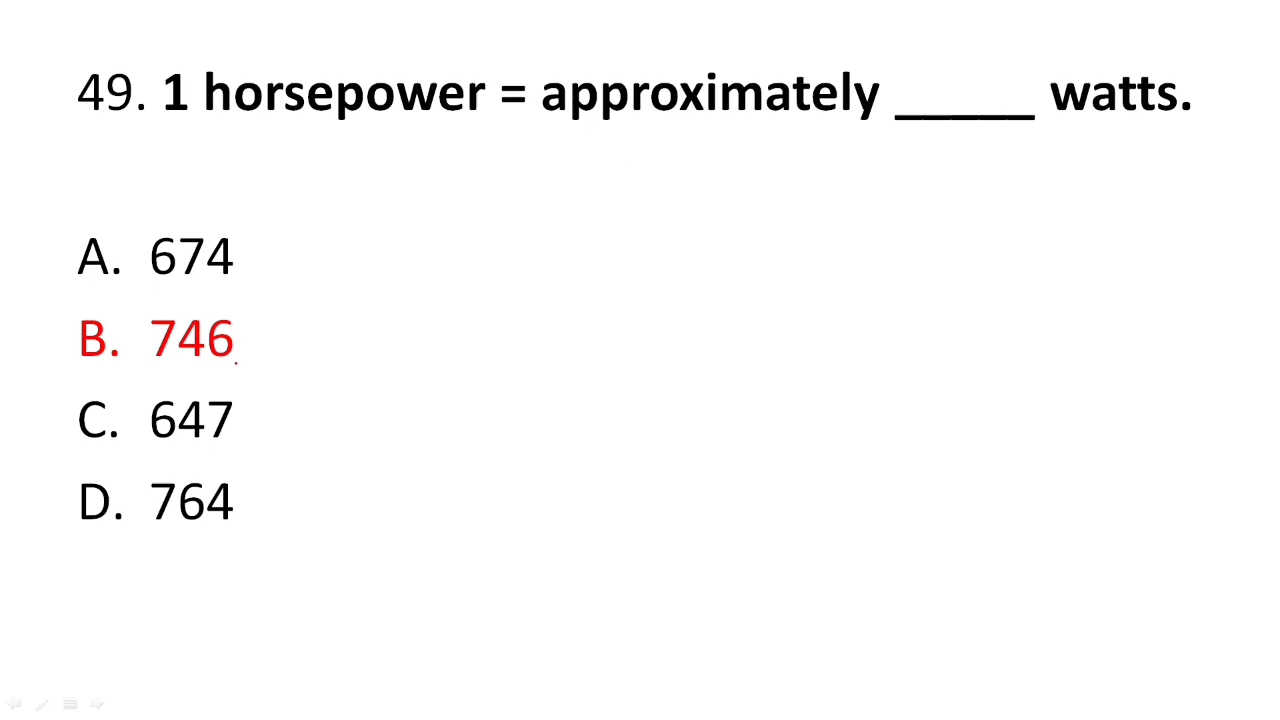 49. 1 horsepower = approximately _____ watts.
A. 674
B. 746
C. 647
D. 764